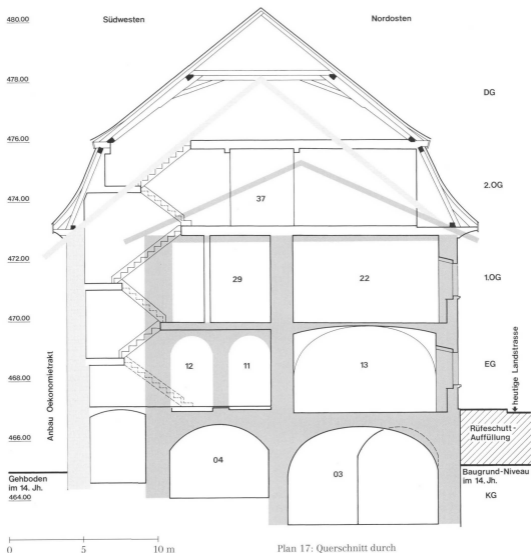 480.00
Südwesten
Nordosten
478.00
DG
476.00
474.00
2.OG
37
472.00
1.OG
29
22
470.00
Anbau Oekonomietrakt
heutige Landstrasse
EG
12
11
13
468.00
466.00
Rüfeschutt-
Auffüllung
04
03
Gehboden
im 14. Jh.
Baugrund-Niveau
im 14. Jh.
464.00
KG
0 5 10 m
Plan 17: Querschnitt durch